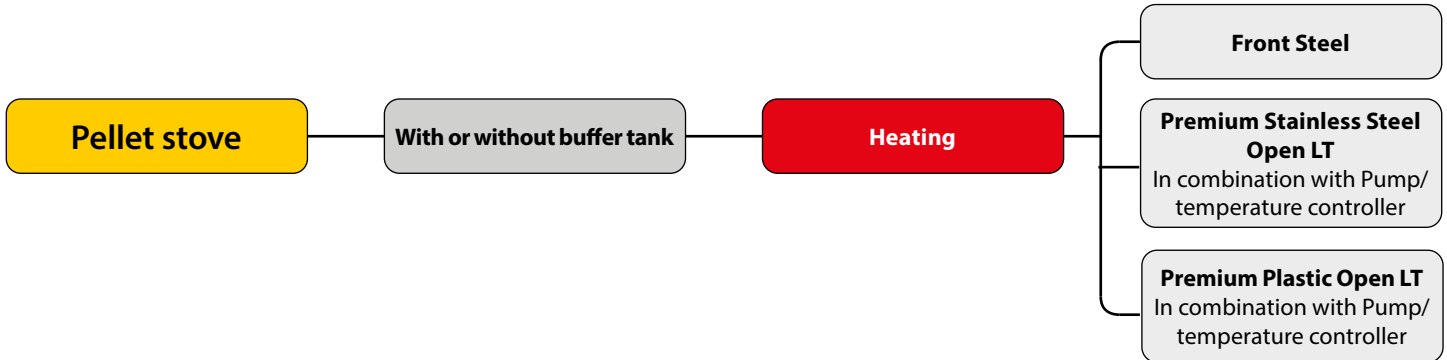 Pellet stove
With or without buffer tank
Heating
Front Steel
Premium Stainless Steel
Open LT
In combination with Pump/
temperature controller
Premium Plastic Open LT
In combination with Pump/
temperature controller